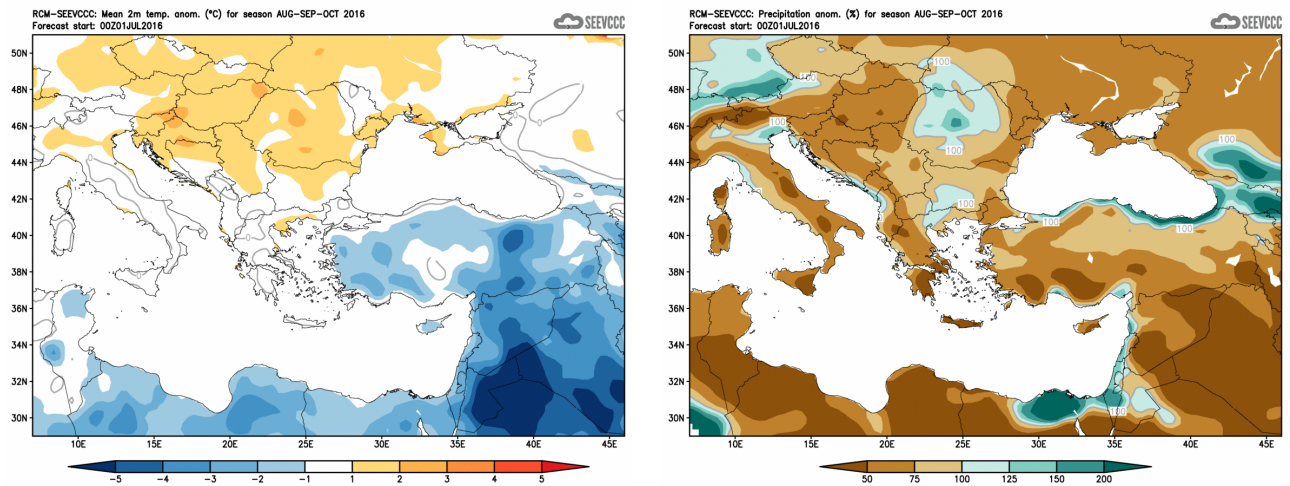 RCM-SEEVCCC: Mean 2m temp. anom. (°C) for season AUG-SEP-OCT 2016
Forecast start: 00Z01JUL2016
SEEVCCC
50N
48N
46N
44N
42N
40N
38N
36N
34N
32N
30N
0
0
10E
15E
20E
25E
30E
35E
40E
45E
-5
-4
-3
-2
-1
1
2
3
4
5
RCM-SEEVCCC: Precipitation anom. (%) for season AUG-SEP-OCT 2016
Forecast start: 00Z01JUL2016
SEEVCCC
50N
48N
46N
44N
42N
40N
38N
36N
34N
32N
30N
100
100
100
100
100
100
100
100
100
100
10E
15E
20E
25E
30E
35E
40E
45E
50
75
100
125
150
200